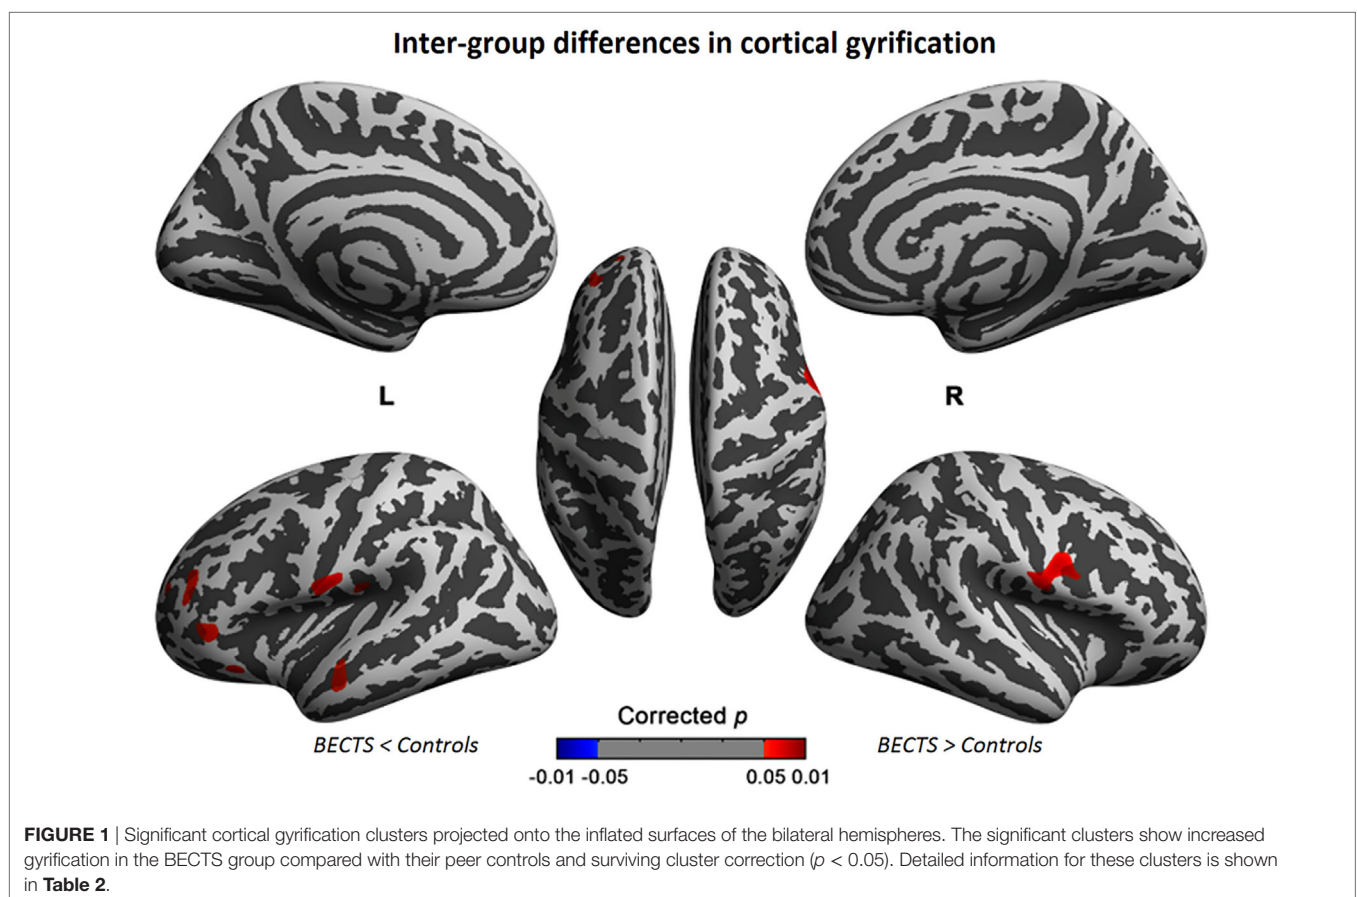 Inter-group differences in cortical gyrification
L
R
Corrected p
BECTS < Controls
BECTS > Controls
-0.01 -0.05
0.05 0.01
FIGURE 1 | Significant cortical gyrification clusters projected onto the inflated surfaces of the bilateral hemispheres. The significant clusters show increased
gyrification in the BECTS group compared with their peer controls and surviving cluster correction (p < 0.05). Detailed information for these clusters is shown
in Table 2.